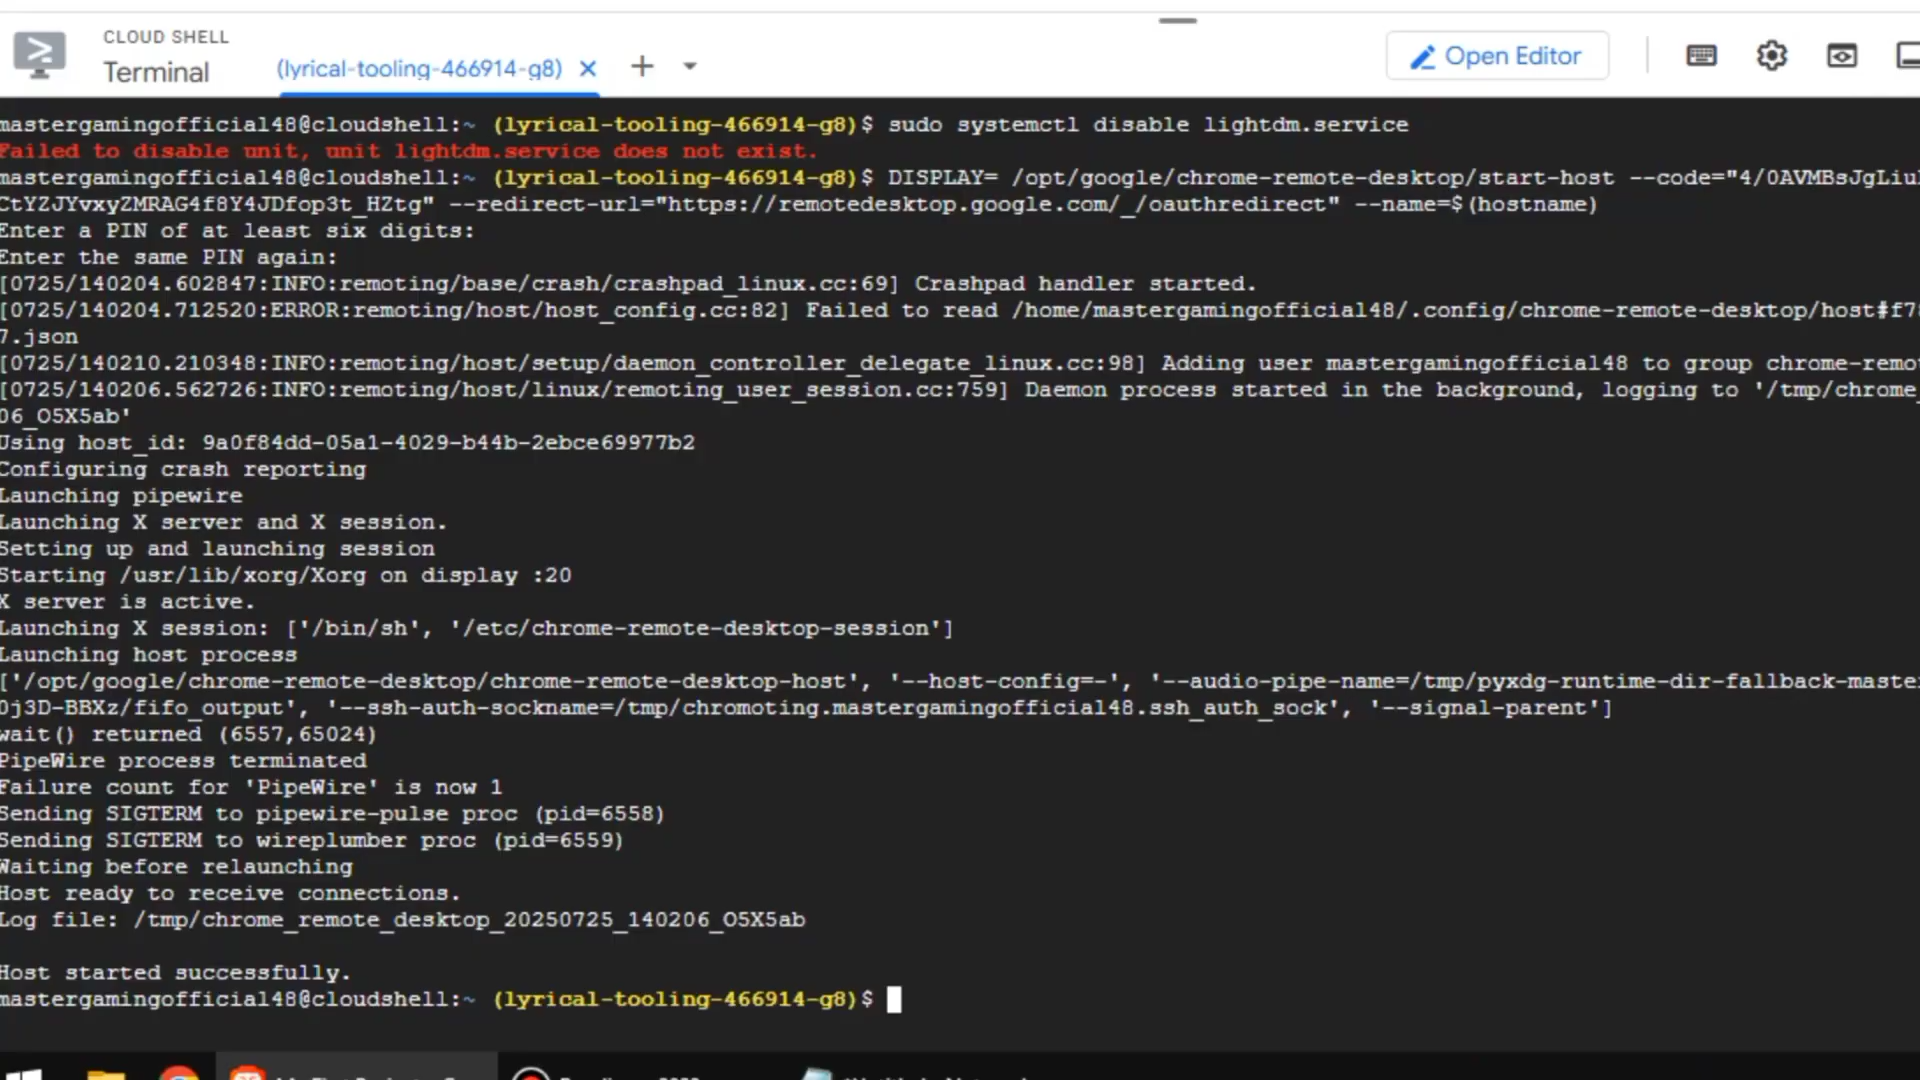 CLOUD SHELL
Terminal
(lyrical-tooling-466914-g8)
Open Editor
mastergamingofficial48@cloudshell:~ (lyrical-tooling-466914-g8)$ sudo systemctl disable lightdm.service
Failed to disable unit, unit lightdm.service does not exist.
mastergamingofficial48@cloudshell:~ (lyrical-tooling-466914-g8)$ DISPLAY= /opt/google/chrome-remote-desktop/start-host --code="4/0AVMBsJgLiu
CtYZJYvxyZMRAG4f8Y4JDfop3t_HZtg" --redirect-url="https://remotedesktop.google.com/_/oauthredirect" --name=$(hostname)
Enter a PIN of at least six digits:
Enter the same PIN again:
[0725/140204.602847:INFO:remoting/base/crash/crashpad_linux.cc:69] Crashpad handler started.
[0725/140204.712520:ERROR:remoting/host/host_config.cc:82] Failed to read /home/mastergamingofficial48/.config/chrome-remote-desktop/host#f7
7.json
[0725/140210.210348:INFO:remoting/host/setup/daemon_controller_delegate_linux.cc:98] Adding user mastergamingofficial48 to group chrome-remo
[0725/140206.562726:INFO:remoting/host/linux/remoting_user_session.cc:759] Daemon process started in the background, logging to '/tmp/chrome_
06_O5X5ab'
Using host_id: 9a0f84dd-05a1-4029-b44b-2ebce69977b2
Configuring crash reporting
Launching pipewire
Launching X server and X session.
Setting up and launching session
Starting /usr/lib/xorg/Xorg on display :20
X server is active.
Launching X session: ['/bin/sh', '/etc/chrome-remote-desktop-session']
Launching host process
['/opt/google/chrome-remote-desktop/chrome-remote-desktop-host', '--host-config=-', '--audio-pipe-name=/tmp/pyxdg-runtime-dir-fallback-maste
0j3D-BBXz/fifo_output', '--ssh-auth-sockname=/tmp/chromoting.mastergamingofficial48.ssh_auth_sock', '--signal-parent']
wait() returned (6557,65024)
PipeWire process terminated
Failure count for 'PipeWire' is now 1
Sending SIGTERM to pipewire-pulse proc (pid=6558)
Sending SIGTERM to wireplumber proc (pid=6559)
Waiting before relaunching
Host ready to receive connections.
Log file: /tmp/chrome_remote_desktop_20250725_140206_O5X5ab
Host started successfully.
mastergamingofficial48@cloudshell:~ (lyrical-tooling-466914-g8)$